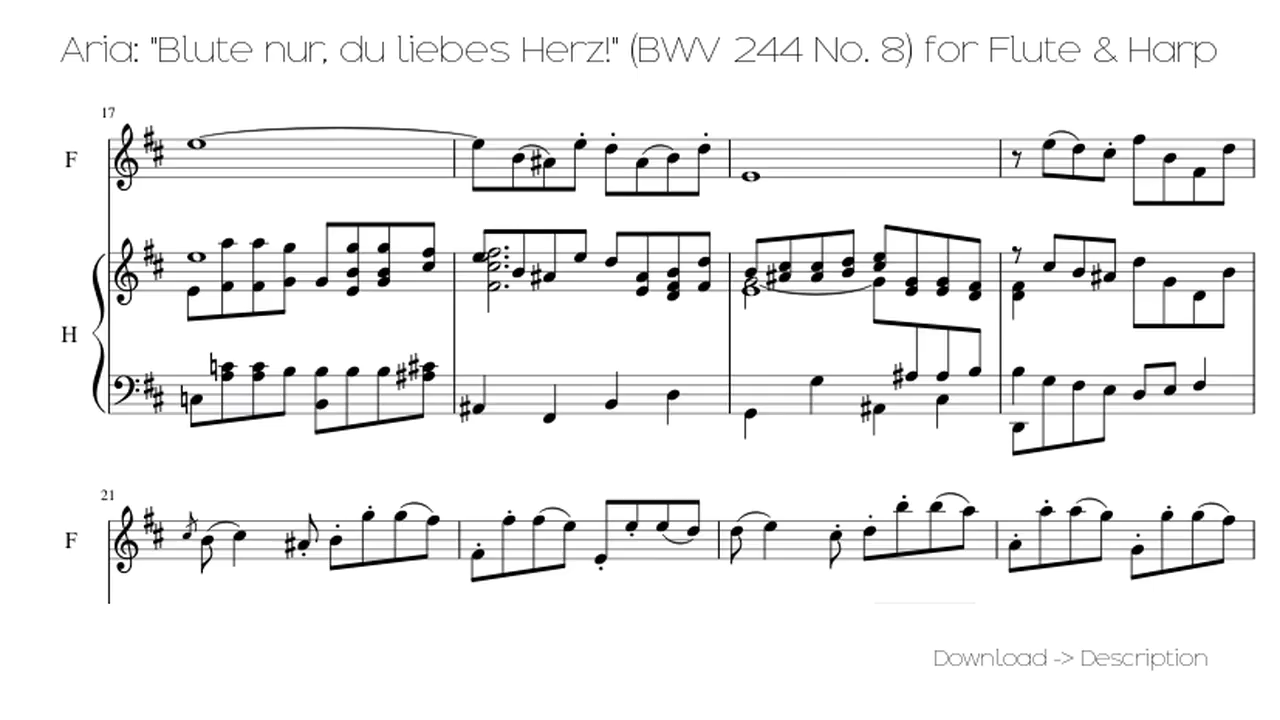 Aria: "Blute nur, du liebes Herz!" (BWV 244 No. 8) for Flute & Harp
17
F
H
21
F
Download -> Description